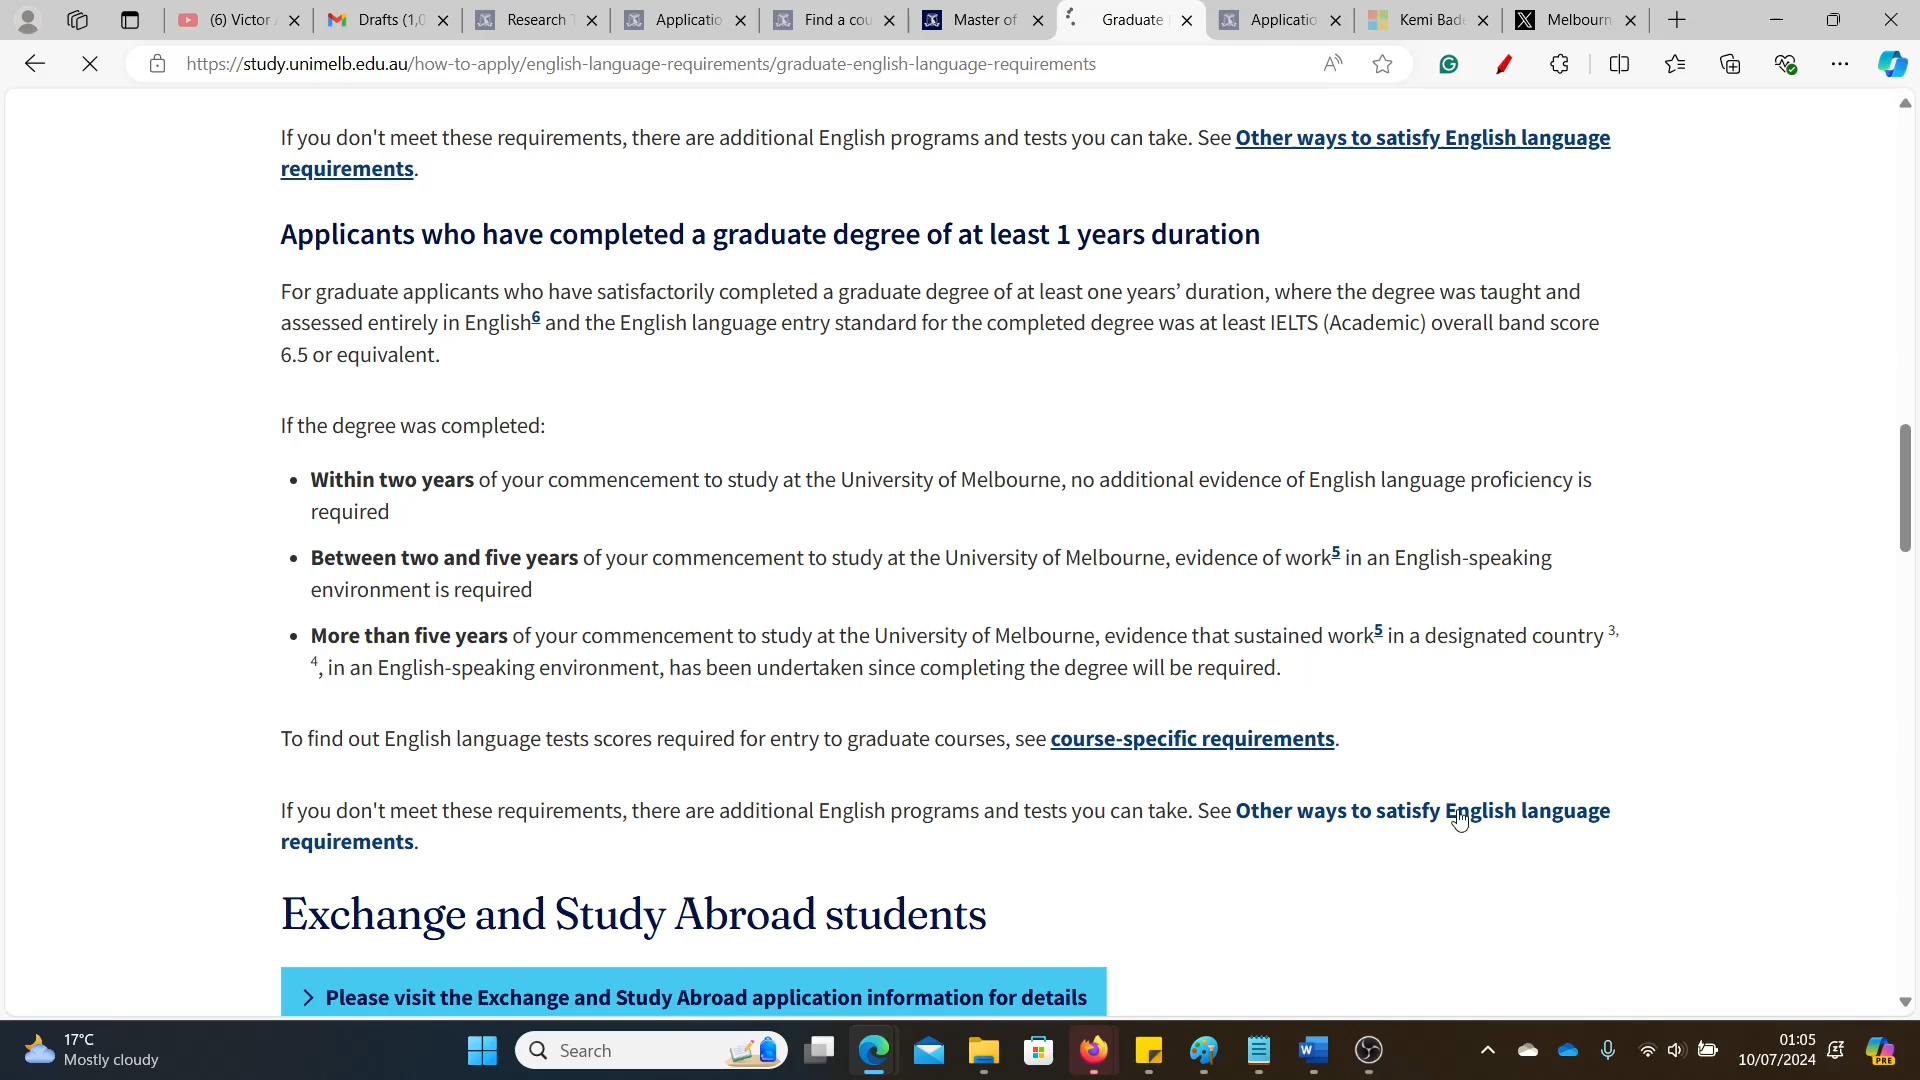 (6) Victor
Drafts (1,0
Research T
Applicatio
Find a cou
Master of
Graduate
Applicatio
Kemi Bade
Melbourn
https://study.unimelb.edu.au/how-to-apply/english-language-requirements/graduate-english-language-requirements
If you don't meet these requirements, there are additional English programs and tests you can take. See Other ways to satisfy English language
requirements.
Applicants who have completed a graduate degree of at least 1 years duration
For graduate applicants who have satisfactorily completed a graduate degree of at least one years’ duration, where the degree was taught and
assessed entirely in English6 and the English language entry standard for the completed degree was at least IELTS (Academic) overall band score
6.5 or equivalent.
If the degree was completed:
• Within two years of your commencement to study at the University of Melbourne, no additional evidence of English language proficiency is
required
• Between two and five years of your commencement to study at the University of Melbourne, evidence of work5 in an English-speaking
environment is required
• More than five years of your commencement to study at the University of Melbourne, evidence that sustained work5 in a designated country 3,
4, in an English-speaking environment, has been undertaken since completing the degree will be required.
To find out English language tests scores required for entry to graduate courses, see course-specific requirements.
If you don't meet these requirements, there are additional English programs and tests you can take. See Other ways to satisfy English language
requirements.
Exchange and Study Abroad students
Please visit the Exchange and Study Abroad application information for details
17°C
Mostly cloudy
Search
01:05
10/07/2024
PRE